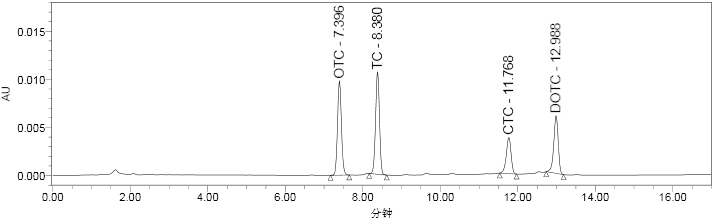 0.015
0.010
0.005
0.000
AU
OTC - 7.396
TC - 8.380
CTC - 11.768
DOTC - 12.988
0.00 2.00 4.00 6.00 8.00 10.00 12.00 14.00 16.00
分钟